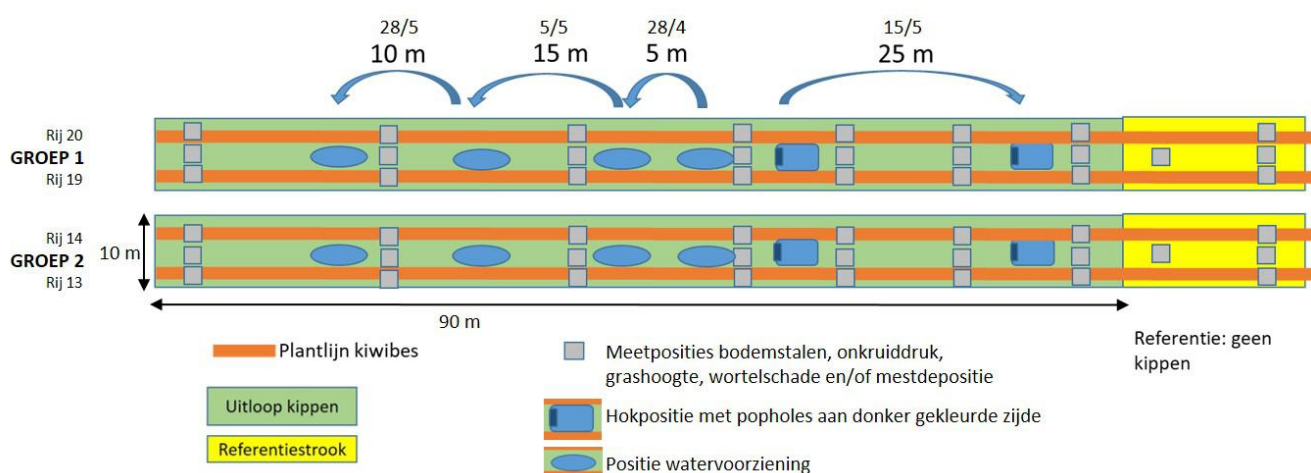 28/5
10 m
5/5
15 m
28/4
5 m
15/5
25 m
Rij 20
GROEP 1
Rij 19
Rij 14
GROEP 2
Rij 13
10 m
90 m
Referentie: geen
kippen
Plantlijn kiwibes
Uitloop kippen
Referentiestrook
Meetposities bodemstalen, onkruiddruk,
grashoogte, wortelschade en/of mestdepositie
Hokpositie met popholes aan donker gekleurde zijde
Positie watervoorziening